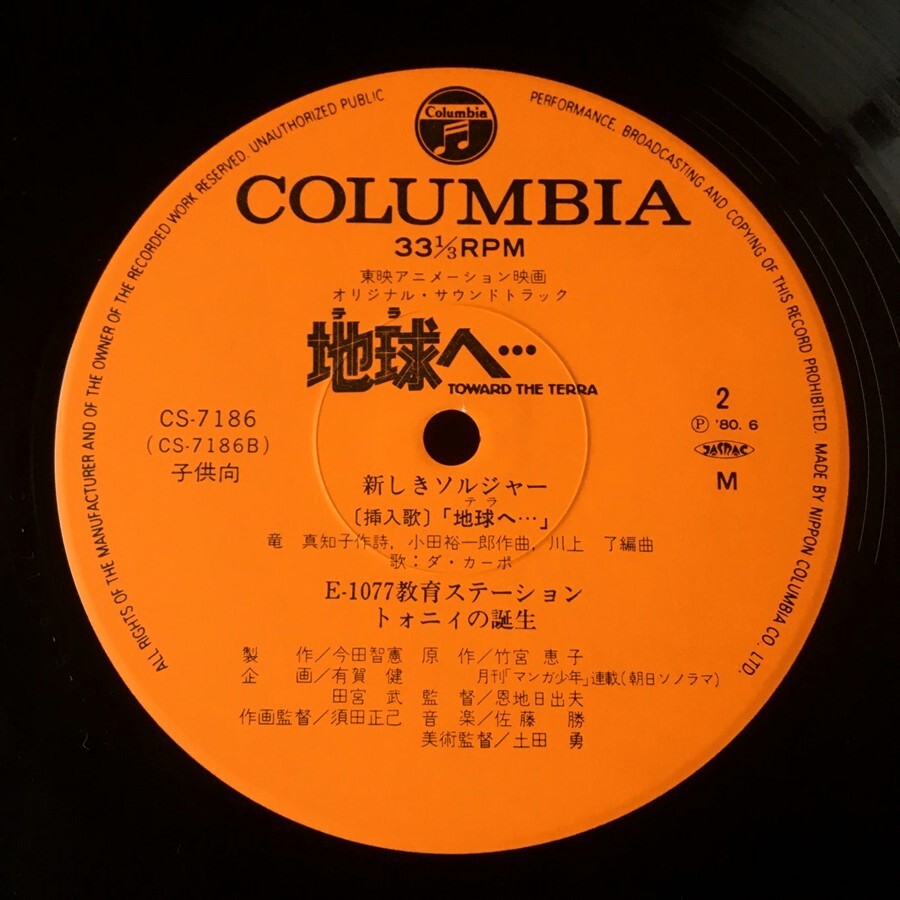 Columbia
COLUMBIA
33⅓RPM
東映アニメーション映画
オリジナル・サウンドトラック
テラ
地球へ…
TOWARD THE TERRA
CS-7186
(CS-7186B)
子供向
2
Ⓟ '80. 6
JASRAC
M
新しきソルジャー
テラ
〔挿入歌〕「地球へ…」
竜 真知子作詩, 小田裕一郎作曲, 川上 了編曲
歌：ダ・カーポ
E-1077教育ステーション
トォニィの誕生
製 作／今田智憲 原 作／竹宮 恵子
企 画／有賀 健 月刊「マンガ少年」連載(朝日ソノラマ)
田宮 武 監 督／恩地日出夫
作画監督／須田正己 音 楽／佐藤 勝
美術監督／土田 勇
ALL RIGHTS OF THE MANUFACTURER AND OF THE OWNER OF THE RECORDED WORK RESERVED. UNAUTHORIZED PUBLIC PERFORMANCE, BROADCASTING AND COPYING OF THIS RECORD PROHIBITED. MADE BY NIPPON COLUMBIA CO., LTD.